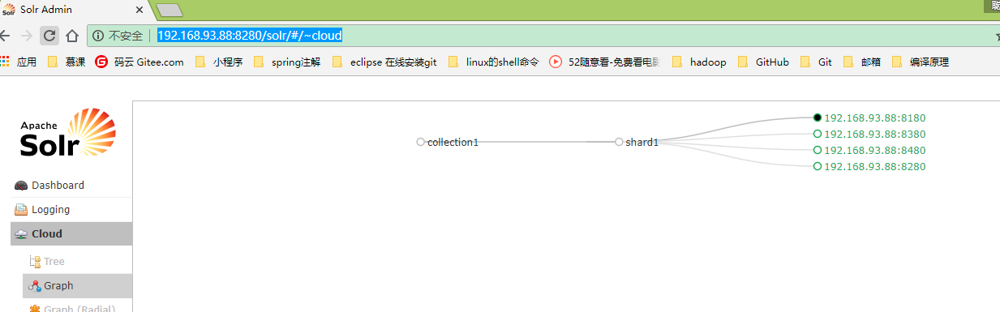 Solr Admin
不安全 192.168.93.88:8280/solr/#/~cloud
应用 慕课 码云 Gitee.com 小程序 spring注解 eclipse 在线安装git linux的shell命令 52随意看-免费看电影 hadoop GitHub Git 邮箱 编译原理
Apache
Solr
Dashboard
Logging
Cloud
Tree
Graph
Graph (Radial)
collection1
shard1
192.168.93.88:8180
192.168.93.88:8380
192.168.93.88:8480
192.168.93.88:8280